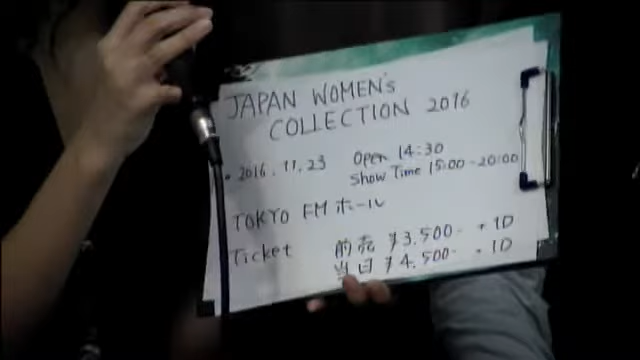 JAPAN WOMEN's
COLLECTION 2016
・2016.11.23 Open 14:30
Show Time 15:00-20:00
TOKYO FMホール
Ticket 前売 ¥3.500- +1D
当日 ¥4.500- +1D